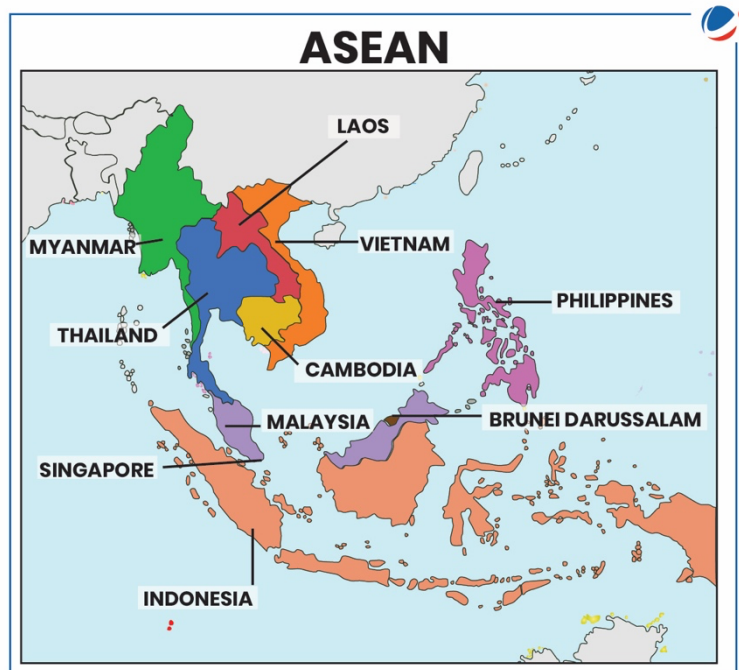 ASEAN
LAOS
MYANMAR
VIETNAM
PHILIPPINES
THAILAND
CAMBODIA
MALAYSIA
BRUNEI DARUSSALAM
SINGAPORE
INDONESIA